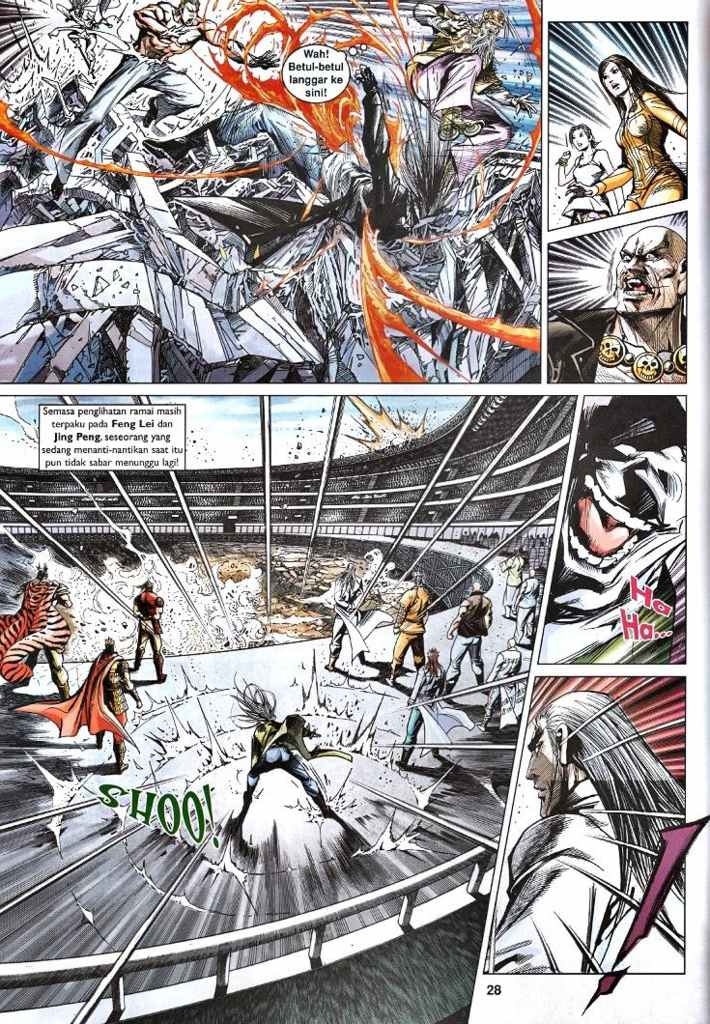 Wah!
Betul-betul
langgar ke
sini!
Semasa penglihatan ramai masih
terpaku pada Feng Lei dan
Jing Peng, seseorang yang
sedang menanti-nantikan saat itu
pun tidak sabar menunggu lagi!
Ha
Ha...
SHOO!
28